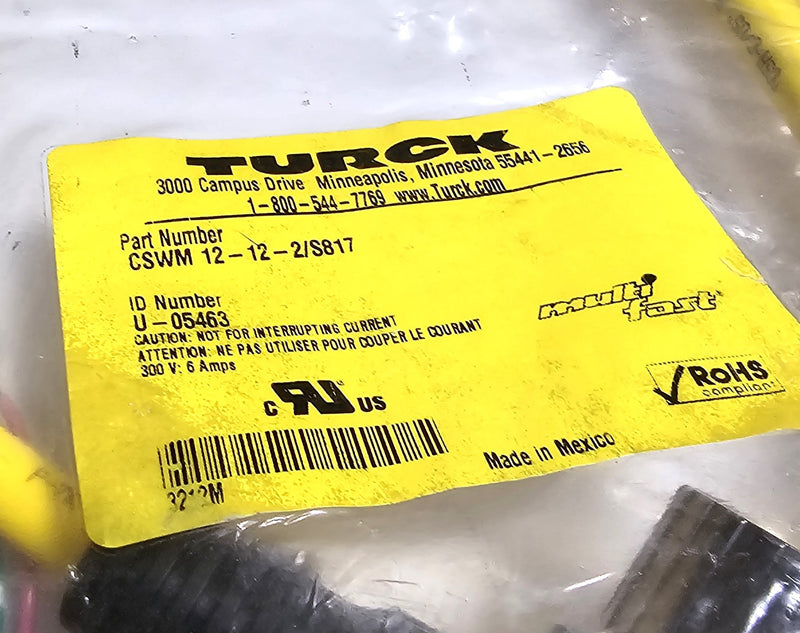 TURCK
3000 Campus Drive Minneapolis, Minnesota 55441-2656
1-800-544-7769 www.Turck.com
Part Number
CSWM 12-12-2/S817
ID Number
U-05463
CAUTION: NOT FOR INTERRUPTING CURRENT
ATTENTION: NE PAS UTILISER POUR COUPER LE COURANT
300 V: 6 Amps
multi
fast
RoHS
compliant
C RU US
Made in Mexico
3212M